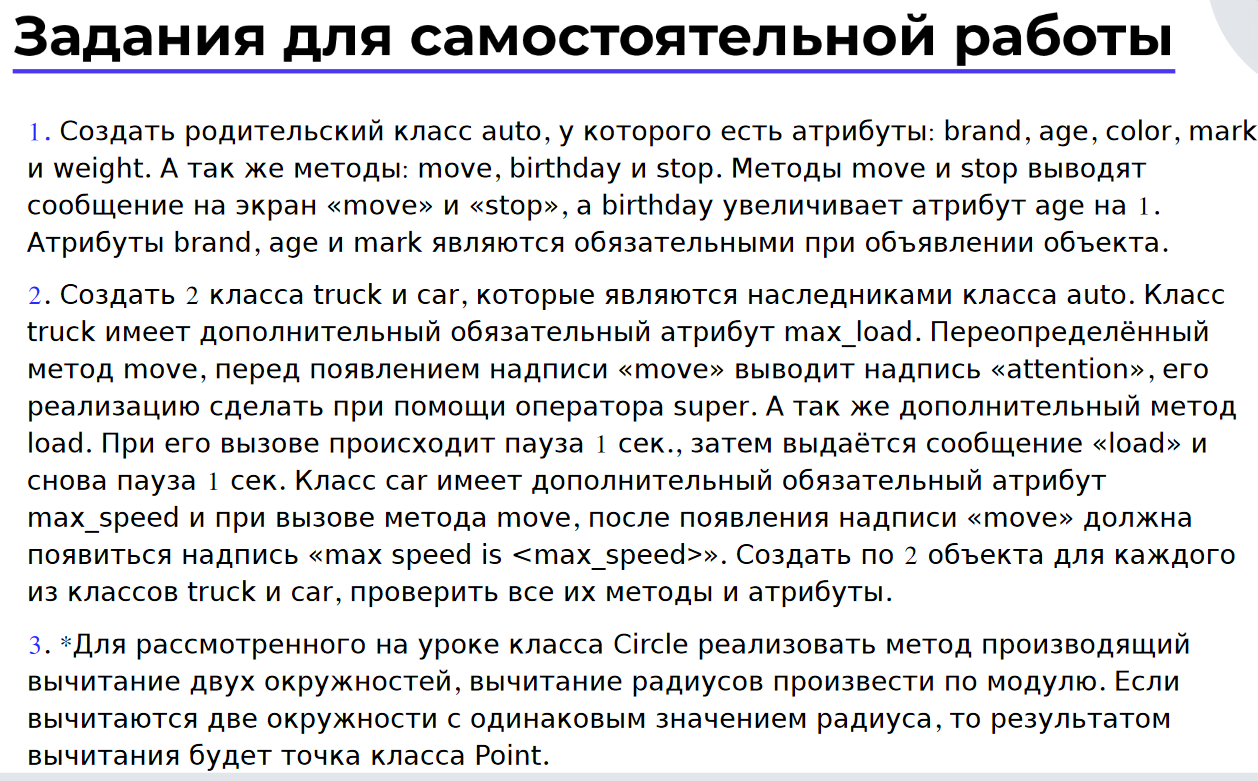 Задания для самостоятельной работы
1. Создать родительский класс auto, у которого есть атрибуты: brand, age, color, mark
и weight. А так же методы: move, birthday и stop. Методы move и stop выводят
сообщение на экран «move» и «stop», а birthday увеличивает атрибут age на 1.
Атрибуты brand, age и mark являются обязательными при объявлении объекта.
2. Создать 2 класса truck и car, которые являются наследниками класса auto. Класс
truck имеет дополнительный обязательный атрибут max_load. Переопределённый
метод move, перед появлением надписи «move» выводит надпись «attention», его
реализацию сделать при помощи оператора super. А так же дополнительный метод
load. При его вызове происходит пауза 1 сек., затем выдаётся сообщение «load» и
снова пауза 1 сек. Класс car имеет дополнительный обязательный атрибут
max_speed и при вызове метода move, после появления надписи «move» должна
появиться надпись «max speed is <max_speed>». Создать по 2 объекта для каждого
из классов truck и car, проверить все их методы и атрибуты.
3. *Для рассмотренного на уроке класса Circle реализовать метод производящий
вычитание двух окружностей, вычитание радиусов произвести по модулю. Если
вычитаются две окружности с одинаковым значением радиуса, то результатом
вычитания будет точка класса Point.